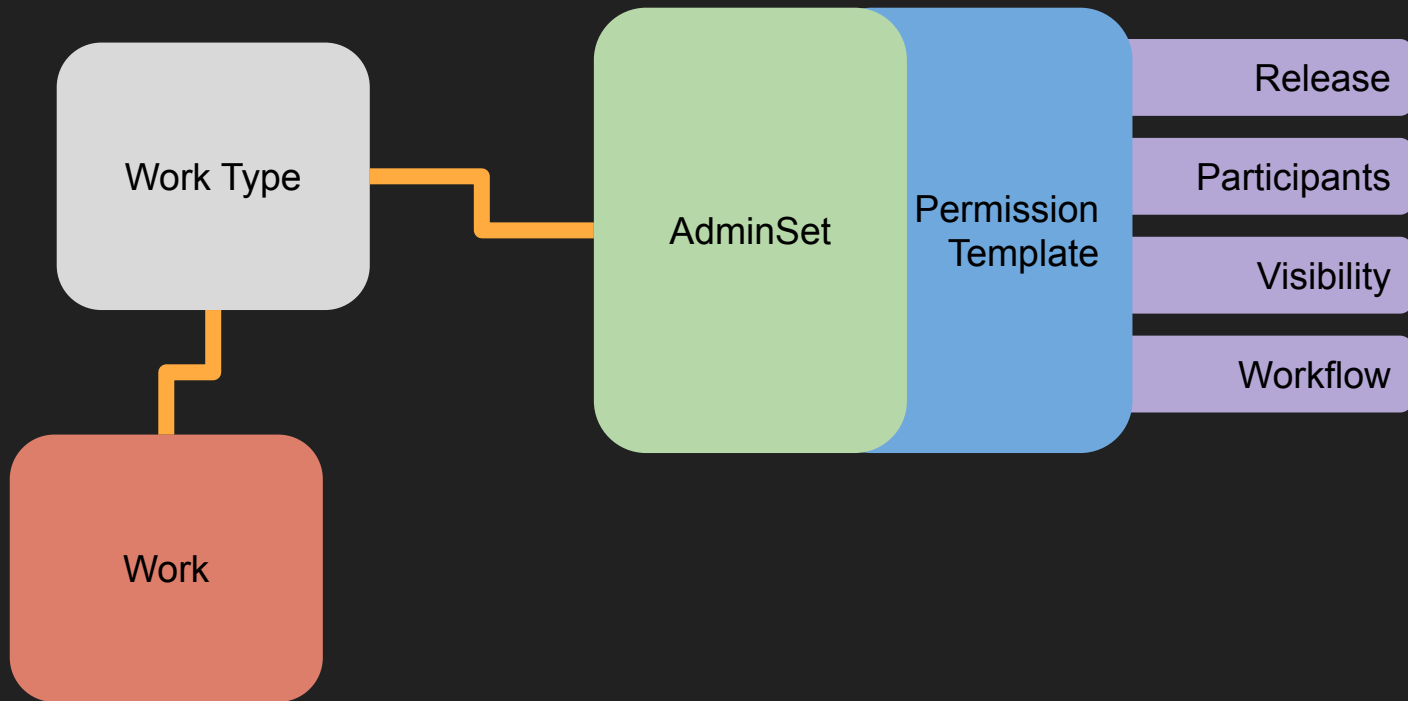 Work Type
AdminSet
Permission
Template
Release
Participants
Visibility
Workflow
Work